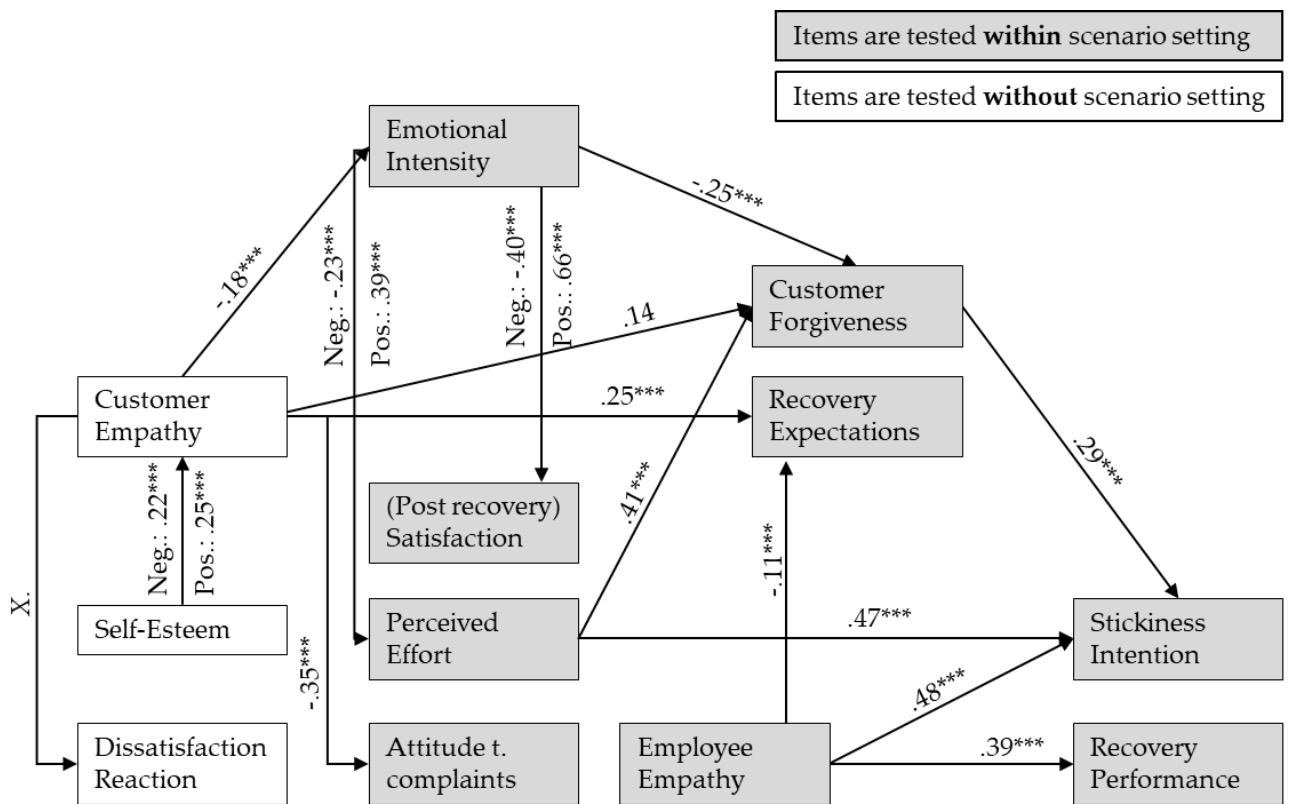 Items are tested within scenario setting
Items are tested without scenario setting
Emotional
Intensity
-.25***
-.18***
Neg.: -.23***
Pos.: .39***
Neg.: -.40***
Pos.: .66***
Customer
Forgiveness
.14
Customer
Empathy
.25***
Recovery
Expectations
.29***
Neg.: .22***
Pos.: .25***
(Post recovery)
Satisfaction
.41***
-.11***
X.
Self-Esteem
-.35***
Perceived
Effort
.47***
Stickiness
Intention
.48***
Dissatisfaction
Reaction
Attitude t.
complaints
Employee
Empathy
.39***
Recovery
Performance